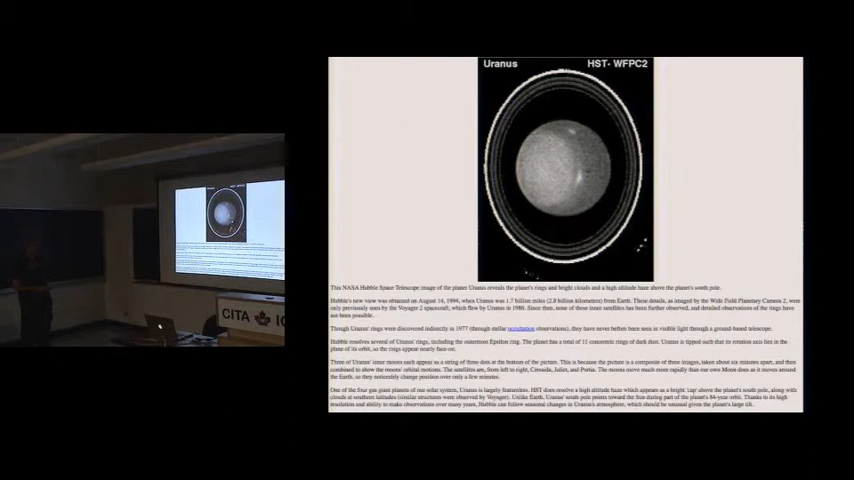 Uranus HST- WFPC2
This NASA Hubble Space Telescope image of the planet Uranus reveals the planet's rings and bright clouds and a high altitude haze above the planet's south pole.
Hubble's new view was obtained on August 14, 1994, when Uranus was 1.7 billion miles (2.8 billion kilometers) from Earth. These details, as imaged by the Wide Field Planetary Camera 2, were
only previously seen by the Voyager 2 spacecraft, which flew by Uranus in 1986. Since then, none of these inner satellites has been further observed, and detailed observations of the rings have
not been possible.
Though Uranus' rings were discovered indirectly in 1977 (through stellar occultation observations), they have never before been seen in visible light through a ground-based telescope.
Hubble resolves several of Uranus' rings, including the outermost Epsilon ring. The planet has a total of 11 concentric rings of dark dust. Uranus is tipped such that its rotation axis lies in the
plane of its orbit, so the rings appear nearly face-on.
Three of Uranus' inner moons each appear as a string of three dots at the bottom of the picture. This is because the picture is a composite of three images, taken about six minutes apart, and then
combined to show the moons' orbital motions. The satellites are, from left to right, Cressida, Juliet, and Portia. The moons move much more rapidly than our own Moon does as it moves around
the Earth, so they noticeably change position over only a few minutes.
One of the four gas giant planets of our solar system, Uranus is largely featureless. HST does resolve a high altitude haze which appears as a bright 'cap' above the planet's south pole, along with
clouds at southern latitudes (similar structures were observed by Voyager). Unlike Earth, Uranus' south pole points toward the Sun during part of the planet's 84-year orbit. Thanks to its high
resolution and ability to make observations over many years, Hubble can follow seasonal changes in Uranus's atmosphere, which should be unusual given the planet's large tilt.
CITA IC